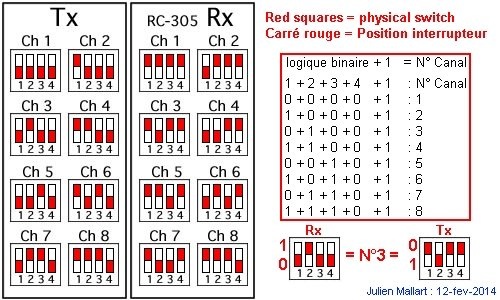 Tx
RC-305 Rx
Ch 1 Ch 2
1 2 3 4 1 2 3 4
Ch 1 Ch 2
1 2 3 4 1 2 3 4
Ch 3 Ch 4
1 2 3 4 1 2 3 4
Ch 3 Ch 4
1 2 3 4 1 2 3 4
Ch 5 Ch 6
1 2 3 4 1 2 3 4
Ch 5 Ch 6
1 2 3 4 1 2 3 4
Ch 7 Ch 8
1 2 3 4 1 2 3 4
Ch 7 Ch 8
1 2 3 4 1 2 3 4
Red squares = physical switch
Carré rouge = Position interrupteur
logique binaire + 1 = N° Canal
1 + 2 + 3 + 4 + 1 : N° Canal
0 + 0 + 0 + 0 + 1 : 1
1 + 0 + 0 + 0 + 1 : 2
0 + 1 + 0 + 0 + 1 : 3
1 + 1 + 0 + 0 + 1 : 4
0 + 0 + 1 + 0 + 1 : 5
1 + 0 + 1 + 0 + 1 : 6
0 + 1 + 1 + 1 + 1 : 7
1 + 1 + 1 + 0 + 1 : 8
Rx Tx
1 0
0 1
= N°3 =
1 2 3 4 1 2 3 4
Julien Mallart : 12-fev-2014